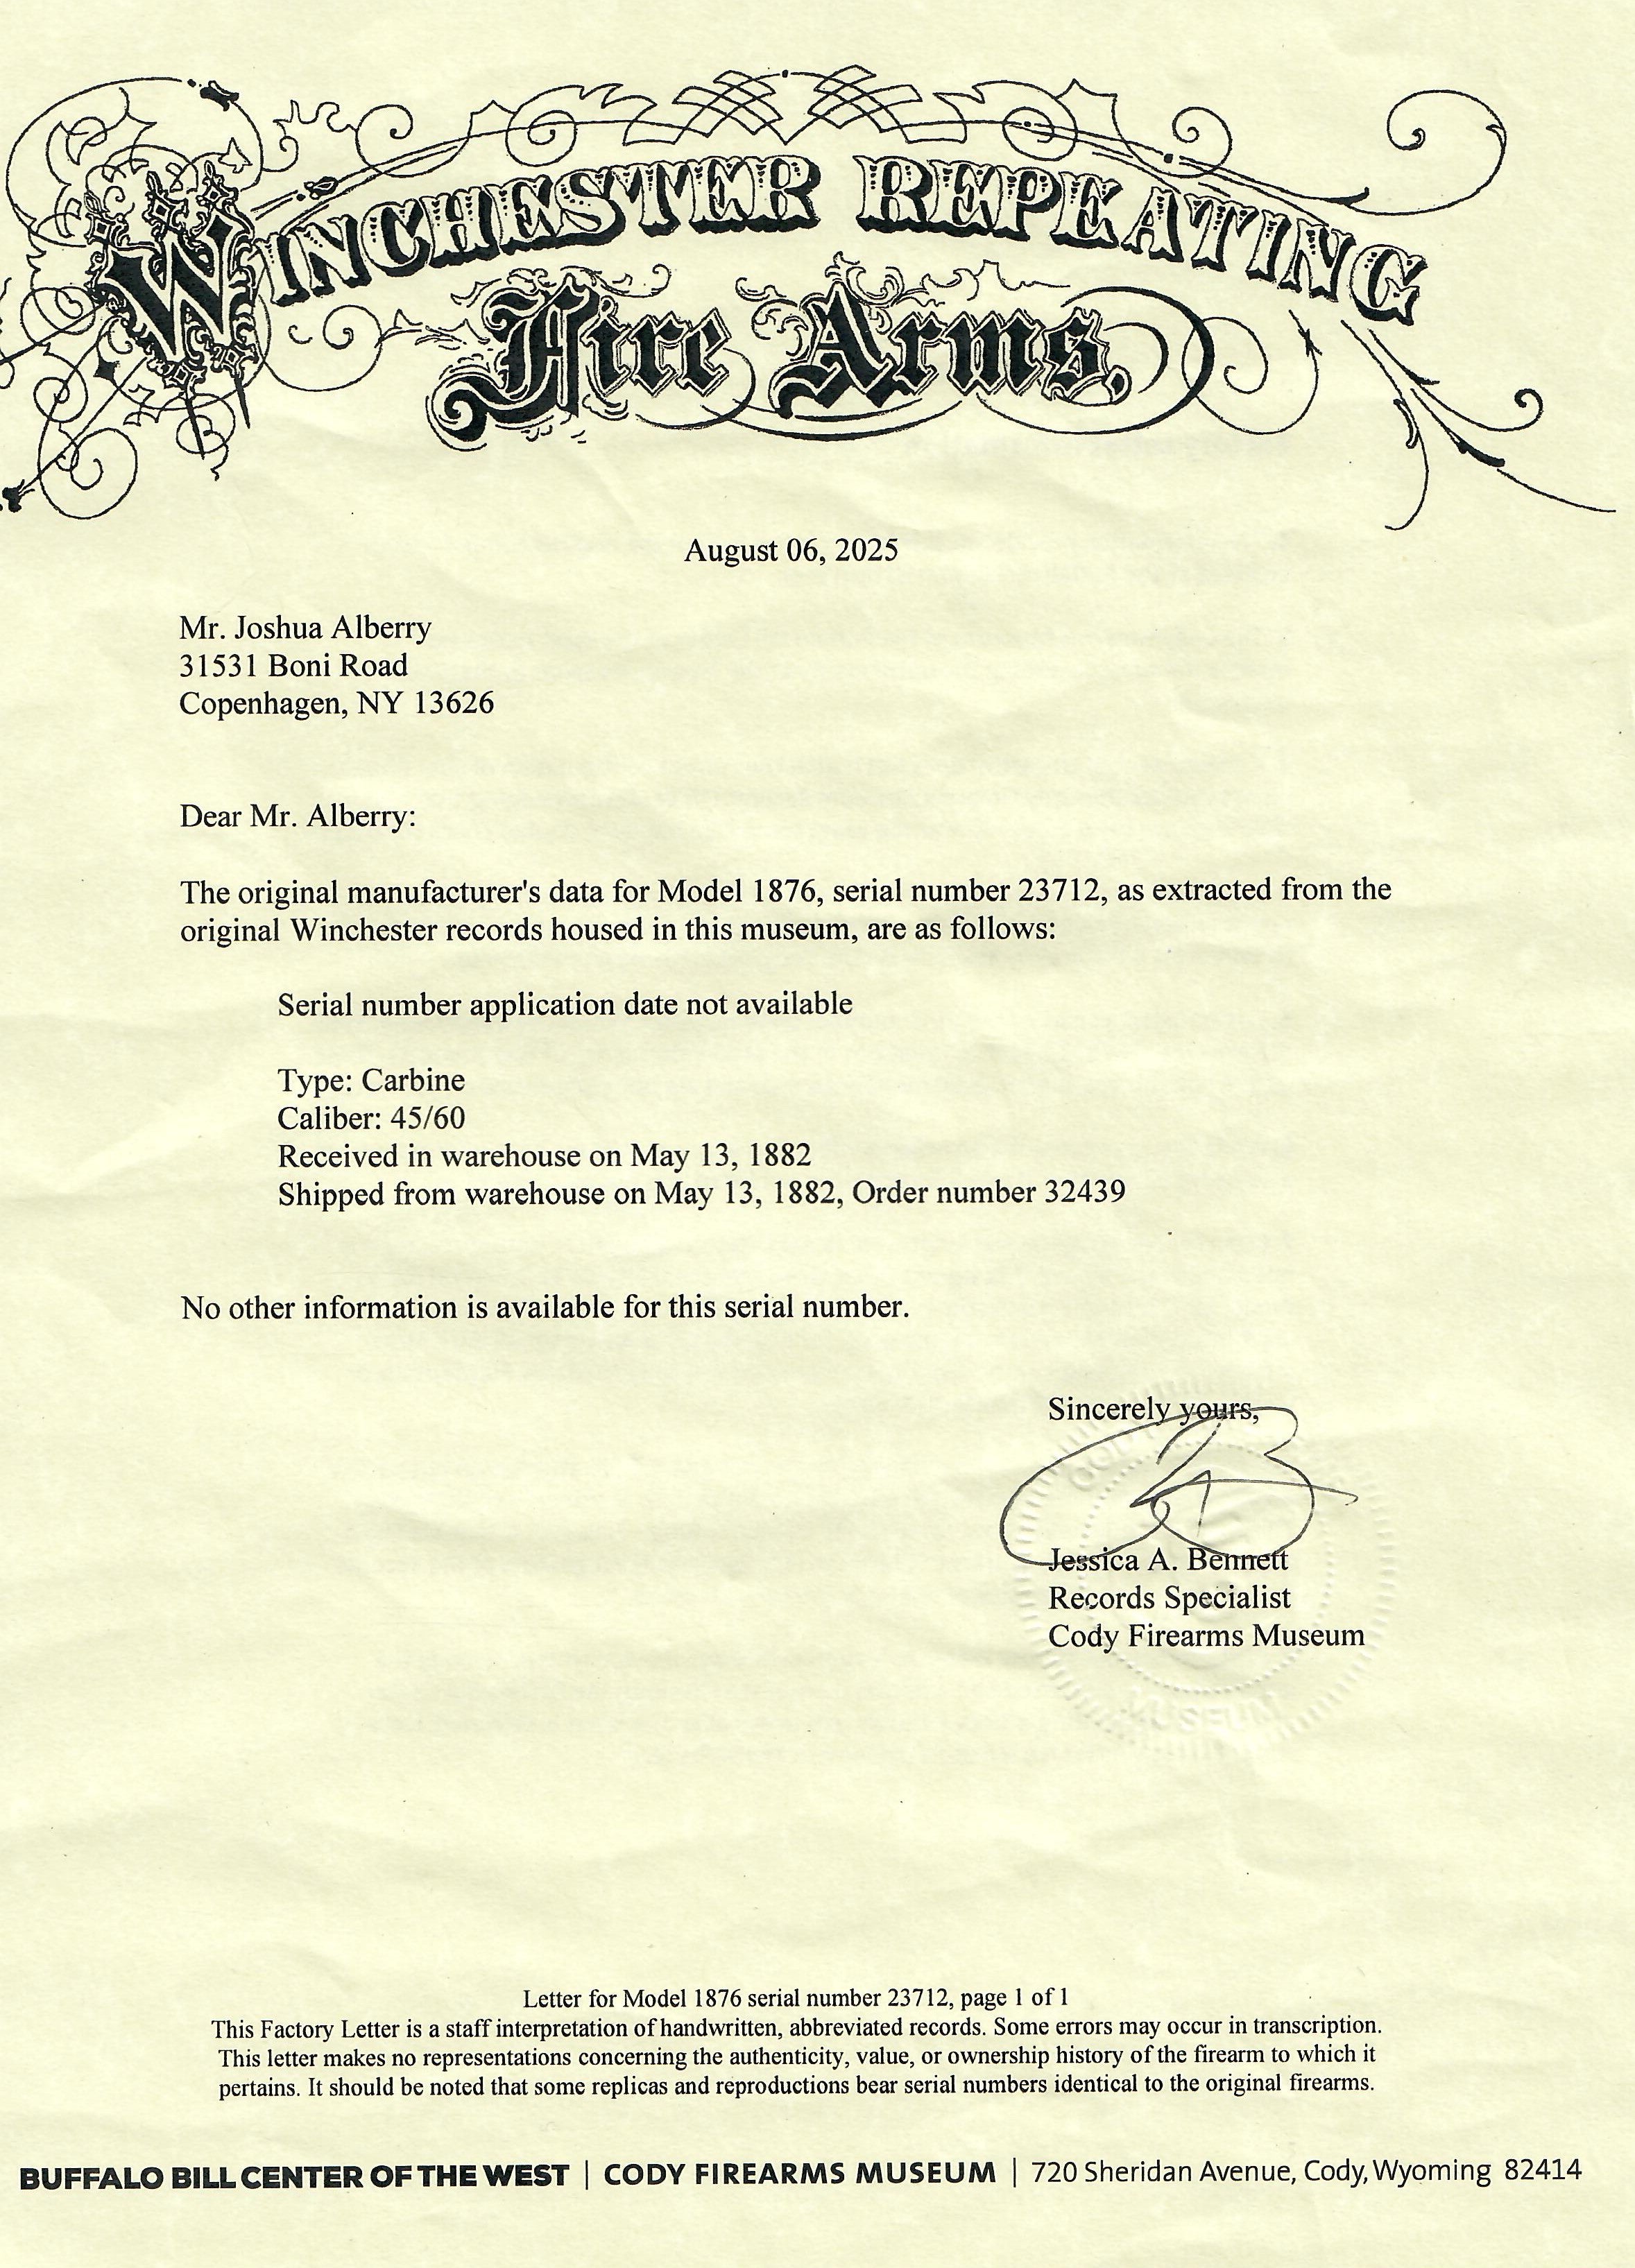 WINCHESTER REPEATING
Fire Arms.
August 06, 2025
Mr. Joshua Alberry
31531 Boni Road
Copenhagen, NY 13626
Dear Mr. Alberry:
The original manufacturer's data for Model 1876, serial number 23712, as extracted from the
original Winchester records housed in this museum, are as follows:
Serial number application date not available
Type: Carbine
Caliber: 45/60
Received in warehouse on May 13, 1882
Shipped from warehouse on May 13, 1882, Order number 32439
No other information is available for this serial number.
Sincerely yours,
Jessica A. Bennett
Records Specialist
Cody Firearms Museum
MUSEUM
Letter for Model 1876 serial number 23712, page 1 of 1
This Factory Letter is a staff interpretation of handwritten, abbreviated records. Some errors may occur in transcription.
This letter makes no representations concerning the authenticity, value, or ownership history of the firearm to which it
pertains. It should be noted that some replicas and reproductions bear serial numbers identical to the original firearms.
BUFFALO BILL CENTER OF THE WEST | CODY FIREARMS MUSEUM | 720 Sheridan Avenue, Cody, Wyoming 82414